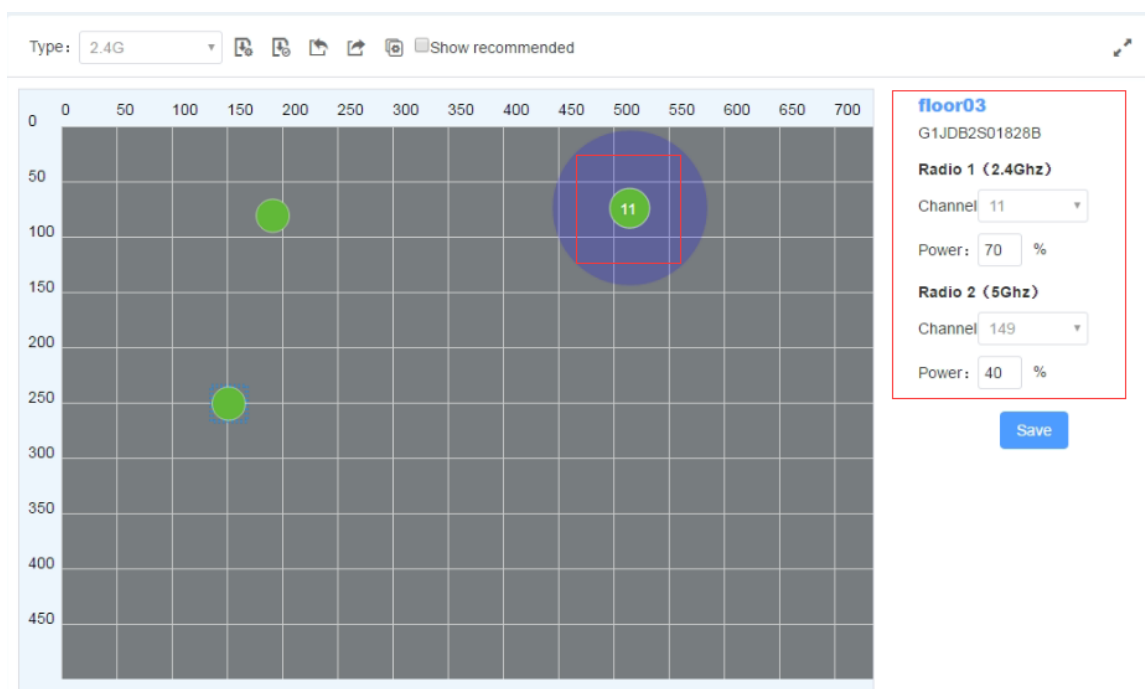 Type： 2.4G Show recommended
0 50 100 150 200 250 300 350 400 450 500 550 600 650 700
0
50
100
150
200
250
300
350
400
450
11
floor03
G1JDB2S01828B
Radio 1（2.4Ghz）
Channel 11
Power： 70 %
Radio 2（5Ghz）
Channel 149
Power： 40 %
Save